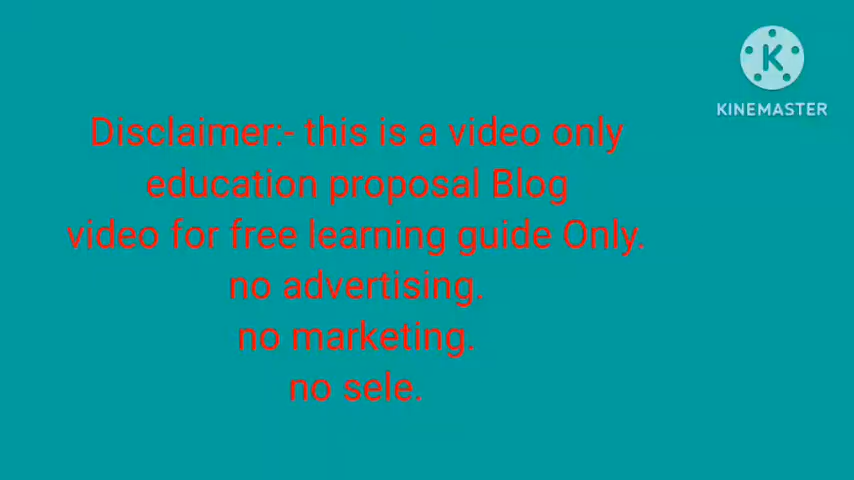 K
KINEMASTER
Disclaimer:- this is a video only
education proposal Blog
video for free learning guide Only.
no advertising.
no marketing.
no sele.